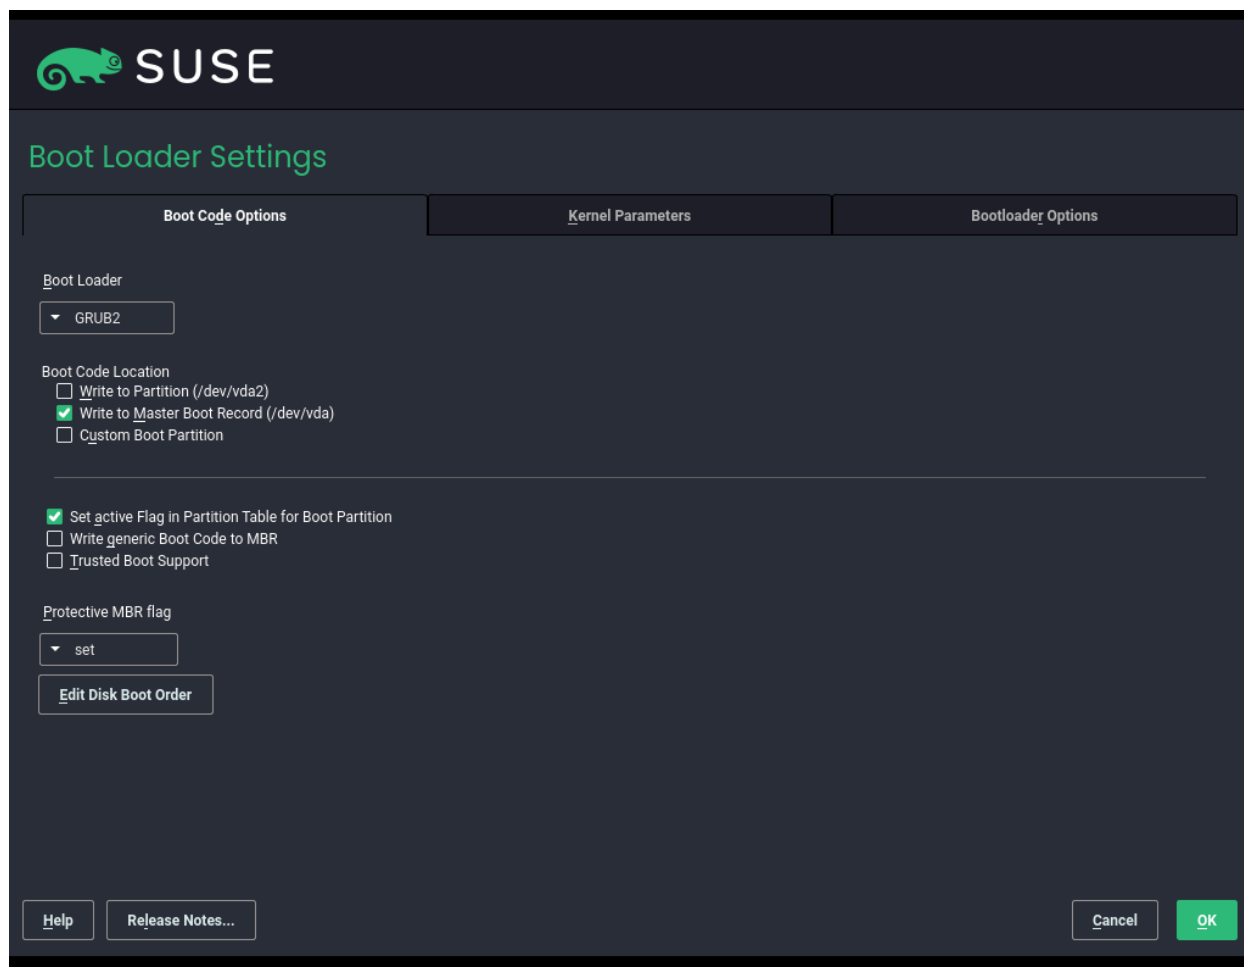 SUSE
Boot Loader Settings
Boot Code Options
Kernel Parameters
Bootloader Options
Boot Loader
GRUB2
Boot Code Location
Write to Partition (/dev/vda2)
Write to Master Boot Record (/dev/vda)
Custom Boot Partition
Set active Flag in Partition Table for Boot Partition
Write generic Boot Code to MBR
Trusted Boot Support
Protective MBR flag
set
Edit Disk Boot Order
Help
Release Notes...
Cancel
OK